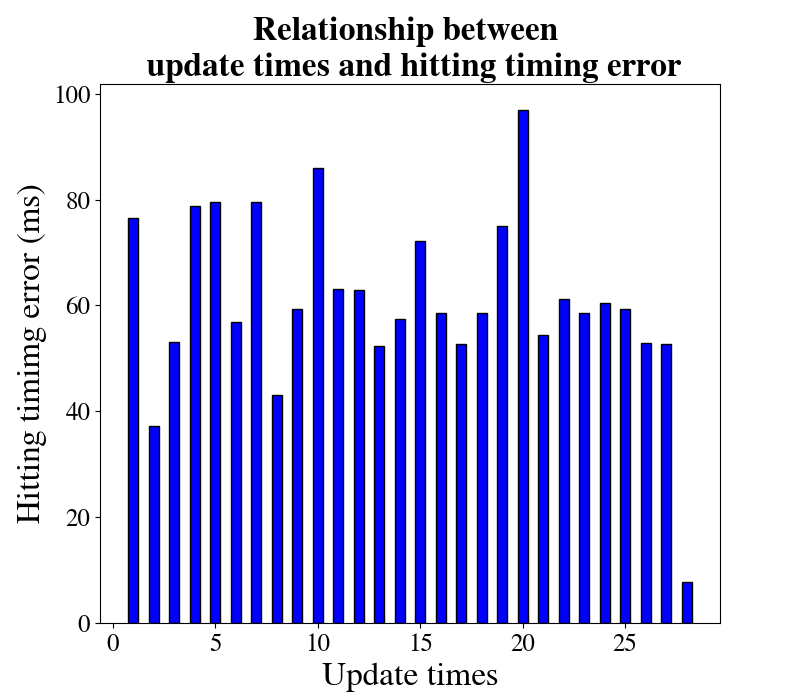 Relationship between
update times and hitting timing error
100
80
60
40
20
0
Hitting timimg error (ms)
0 5 10 15 20 25
Update times